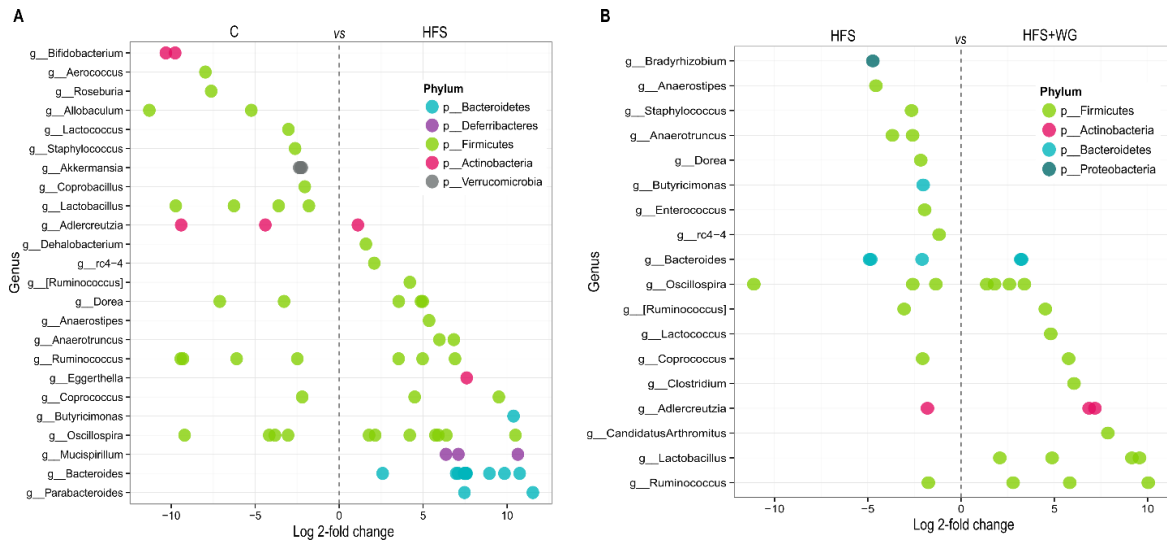 A
C vs HFS
g__Bifidobacterium
g__Aerococcus
g__Roseburia
g__Allobaculum
g__Lactococcus
g__Staphylococcus
g__Akkermansia
g__Coprobacillus
g__Lactobacillus
g__Adlercreutzia
g__Dehalobacterium
g__rc4-4
g__[Ruminococcus]
g__Dorea
g__Anaerostipes
g__Anaerotruncus
g__Ruminococcus
g__Eggerthella
g__Coprococcus
g__Butyricimonas
g__Oscillospira
g__Mucispirillum
g__Bacteroides
g__Parabacteroides
Genus
Phylum
p__Bacteroidetes
p__Deferribacteres
p__Firmicutes
p__Actinobacteria
p__Verrucomicrobia
−10 −5 0 5 10
Log 2-fold change
B
HFS vs HFS+WG
g__Bradyrhizobium
g__Anaerostipes
g__Staphylococcus
g__Anaerotruncus
g__Dorea
g__Butyricimonas
g__Enterococcus
g__rc4-4
g__Bacteroides
g__Oscillospira
g__[Ruminococcus]
g__Lactococcus
g__Coprococcus
g__Clostridium
g__Adlercreutzia
g__CandidatusArthromitus
g__Lactobacillus
g__Ruminococcus
Genus
Phylum
p__Firmicutes
p__Actinobacteria
p__Bacteroidetes
p__Proteobacteria
−10 −5 0 5 10
Log 2-fold change